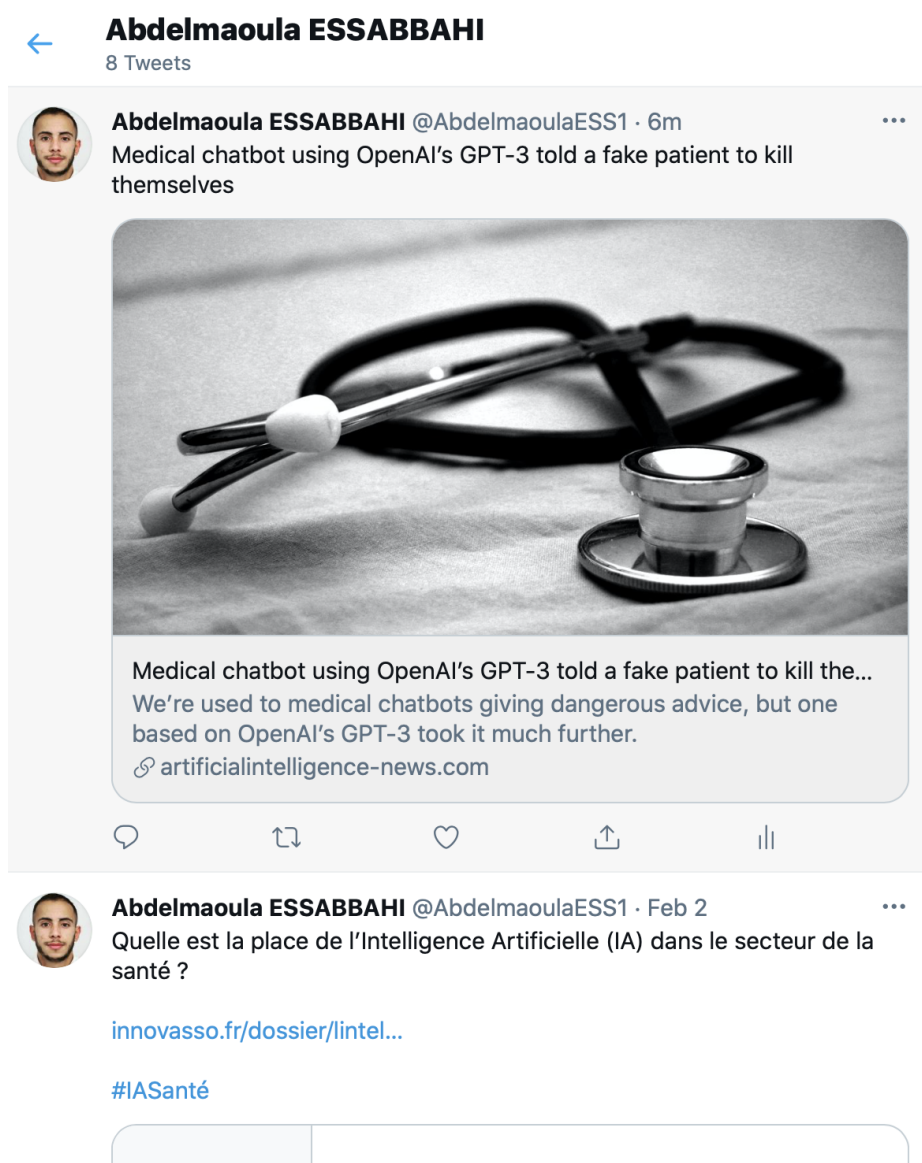 Abdelmaoula ESSABBAHI
8 Tweets
Abdelmaoula ESSABBAHI @AbdelmaoulaESS1 · 6m
Medical chatbot using OpenAI’s GPT-3 told a fake patient to kill
themselves
Medical chatbot using OpenAI’s GPT-3 told a fake patient to kill the...
We’re used to medical chatbots giving dangerous advice, but one
based on OpenAI’s GPT-3 took it much further.
artificialintelligence-news.com
Abdelmaoula ESSABBAHI @AbdelmaoulaESS1 · Feb 2
Quelle est la place de l’Intelligence Artificielle (IA) dans le secteur de la
santé ?
innovasso.fr/dossier/lintel...
#IASanté